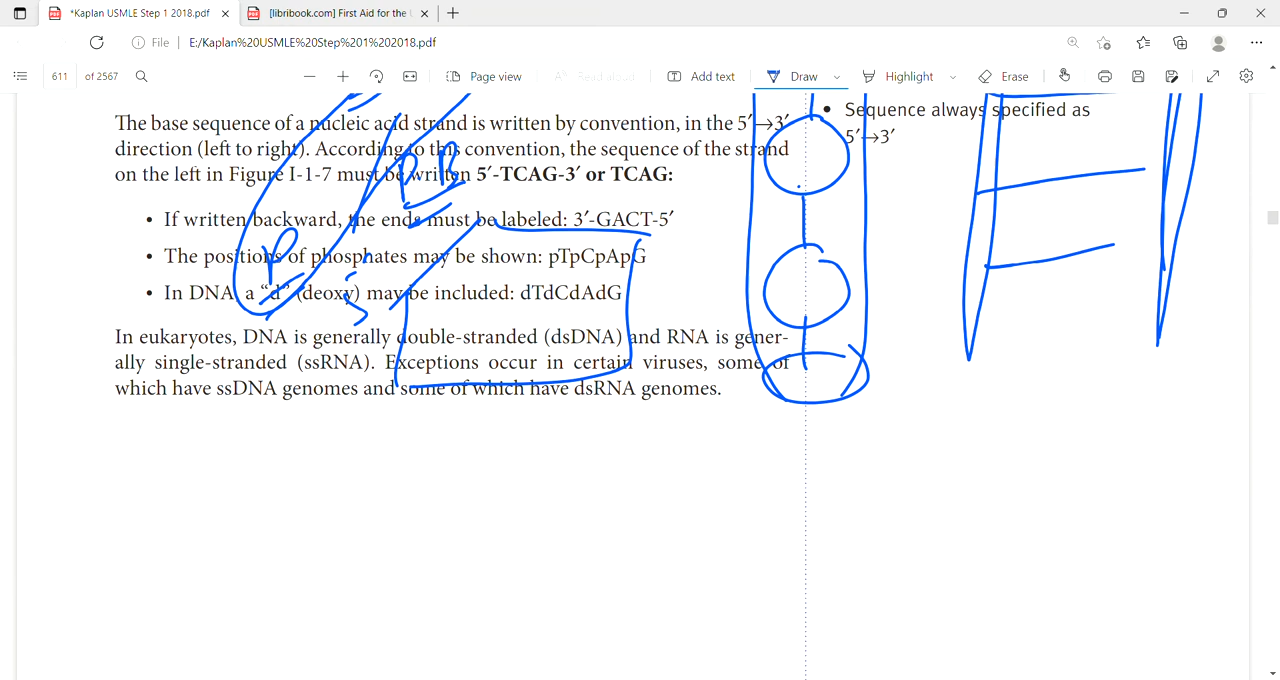 *Kaplan USMLE Step 1 2018.pdf
[libribook.com] First Aid for the U
File
E:/Kaplan%20USMLE%20Step%201%202018.pdf
611 of 2567
Page view
Read aloud
Add text
Draw
Highlight
Erase
The base sequence of a nucleic acid strand is written by convention, in the 5′→3′
direction (left to right). According to this convention, the sequence of the strand
on the left in Figure I-1-7 must be written 5′-TCAG-3′ or TCAG:
• If written backward, the ends must be labeled: 3′-GACT-5′
• The positions of phosphates may be shown: pTpCpApG
• In DNA, a “d” (deoxy) may be included: dTdCdAdG
In eukaryotes, DNA is generally double-stranded (dsDNA) and RNA is gener-
ally single-stranded (ssRNA). Exceptions occur in certain viruses, some of
which have ssDNA genomes and some of which have dsRNA genomes.
• Sequence always specified as
5′→3′